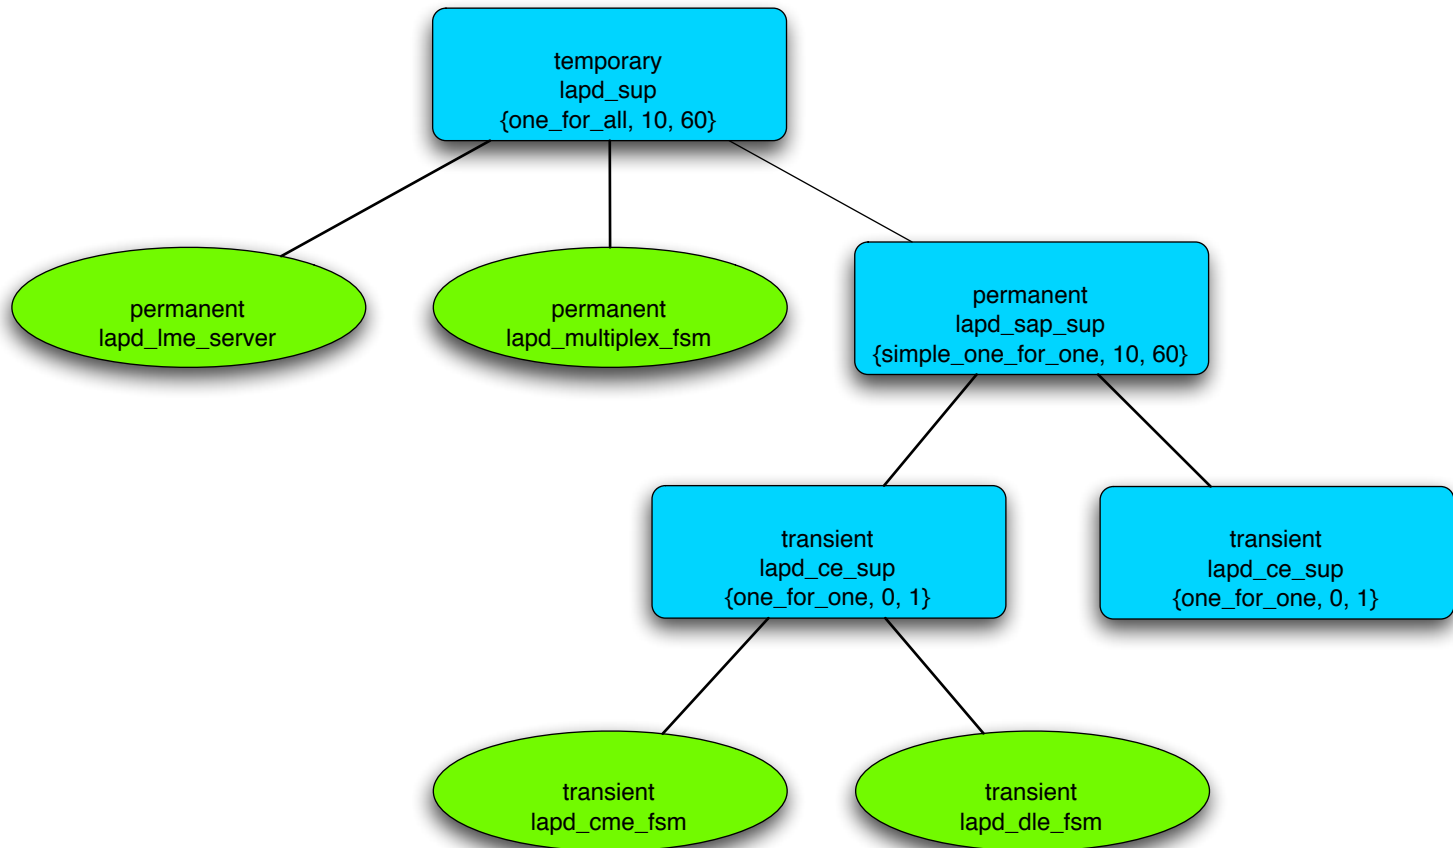 temporary
lapd_sup
{one_for_all, 10, 60}
permanent
lapd_lme_server
permanent
lapd_multiplex_fsm
permanent
lapd_sap_sup
{simple_one_for_one, 10, 60}
transient
lapd_ce_sup
{one_for_one, 0, 1}
transient
lapd_ce_sup
{one_for_one, 0, 1}
transient
lapd_cme_fsm
transient
lapd_dle_fsm